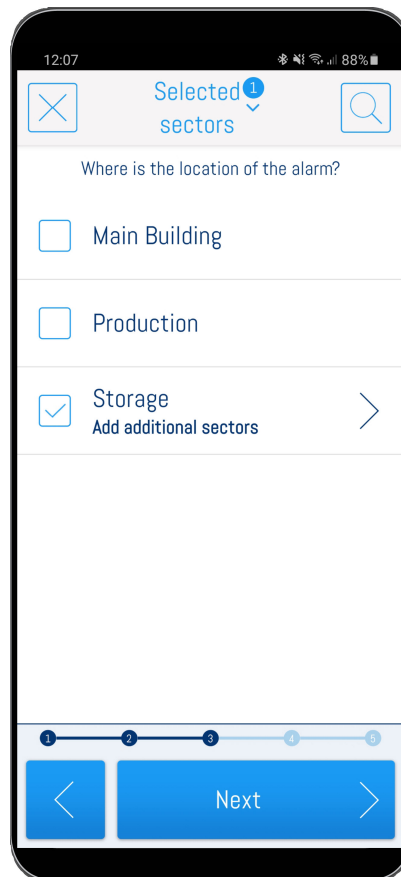 12:07 88%
Selected 1
sectors
Where is the location of the alarm?
Main Building
Production
Storage
Add additional sectors
1 2 3 4 5
Next